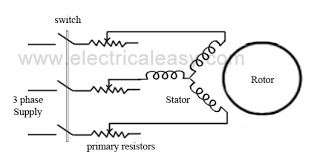 switch
www.electricaleasy.com
3 phase
Supply
Stator
Rotor
primary resistors